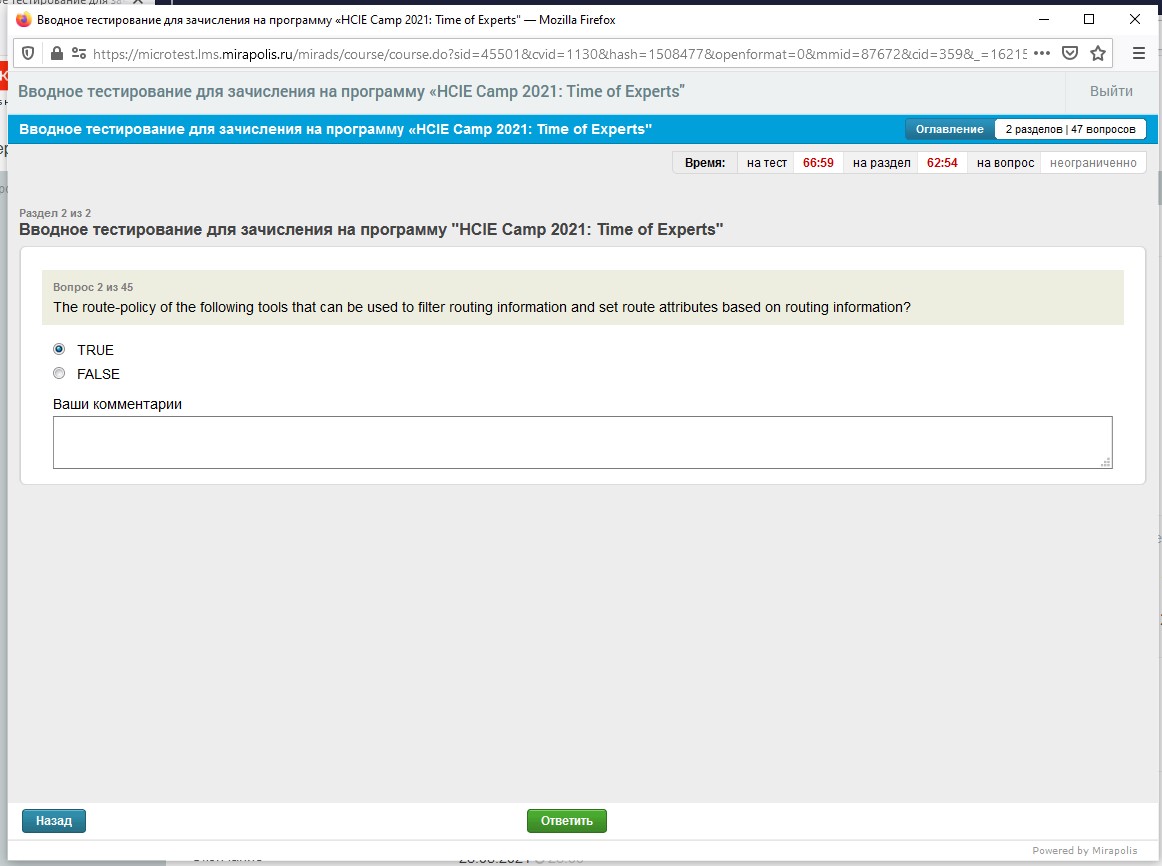 Вводное тестирование для зачисления на программу «HCIE Camp 2021: Time of Experts" — Mozilla Firefox
https://microtest.lms.mirapolis.ru/mirads/course/course.do?sid=45501&cvid=1130&hash=1508477&openformat=0&mmid=87672&cid=359&_=16215
Вводное тестирование для зачисления на программу «HCIE Camp 2021: Time of Experts"
Выйти
Вводное тестирование для зачисления на программу «HCIE Camp 2021: Time of Experts"
Оглавление 2 разделов | 47 вопросов
Время: на тест 66:59 на раздел 62:54 на вопрос неограниченно
Раздел 2 из 2
Вводное тестирование для зачисления на программу "HCIE Camp 2021: Time of Experts"
Вопрос 2 из 45
The route-policy of the following tools that can be used to filter routing information and set route attributes based on routing information?
TRUE
FALSE
Ваши комментарии
Назад Ответить
Powered by Mirapolis